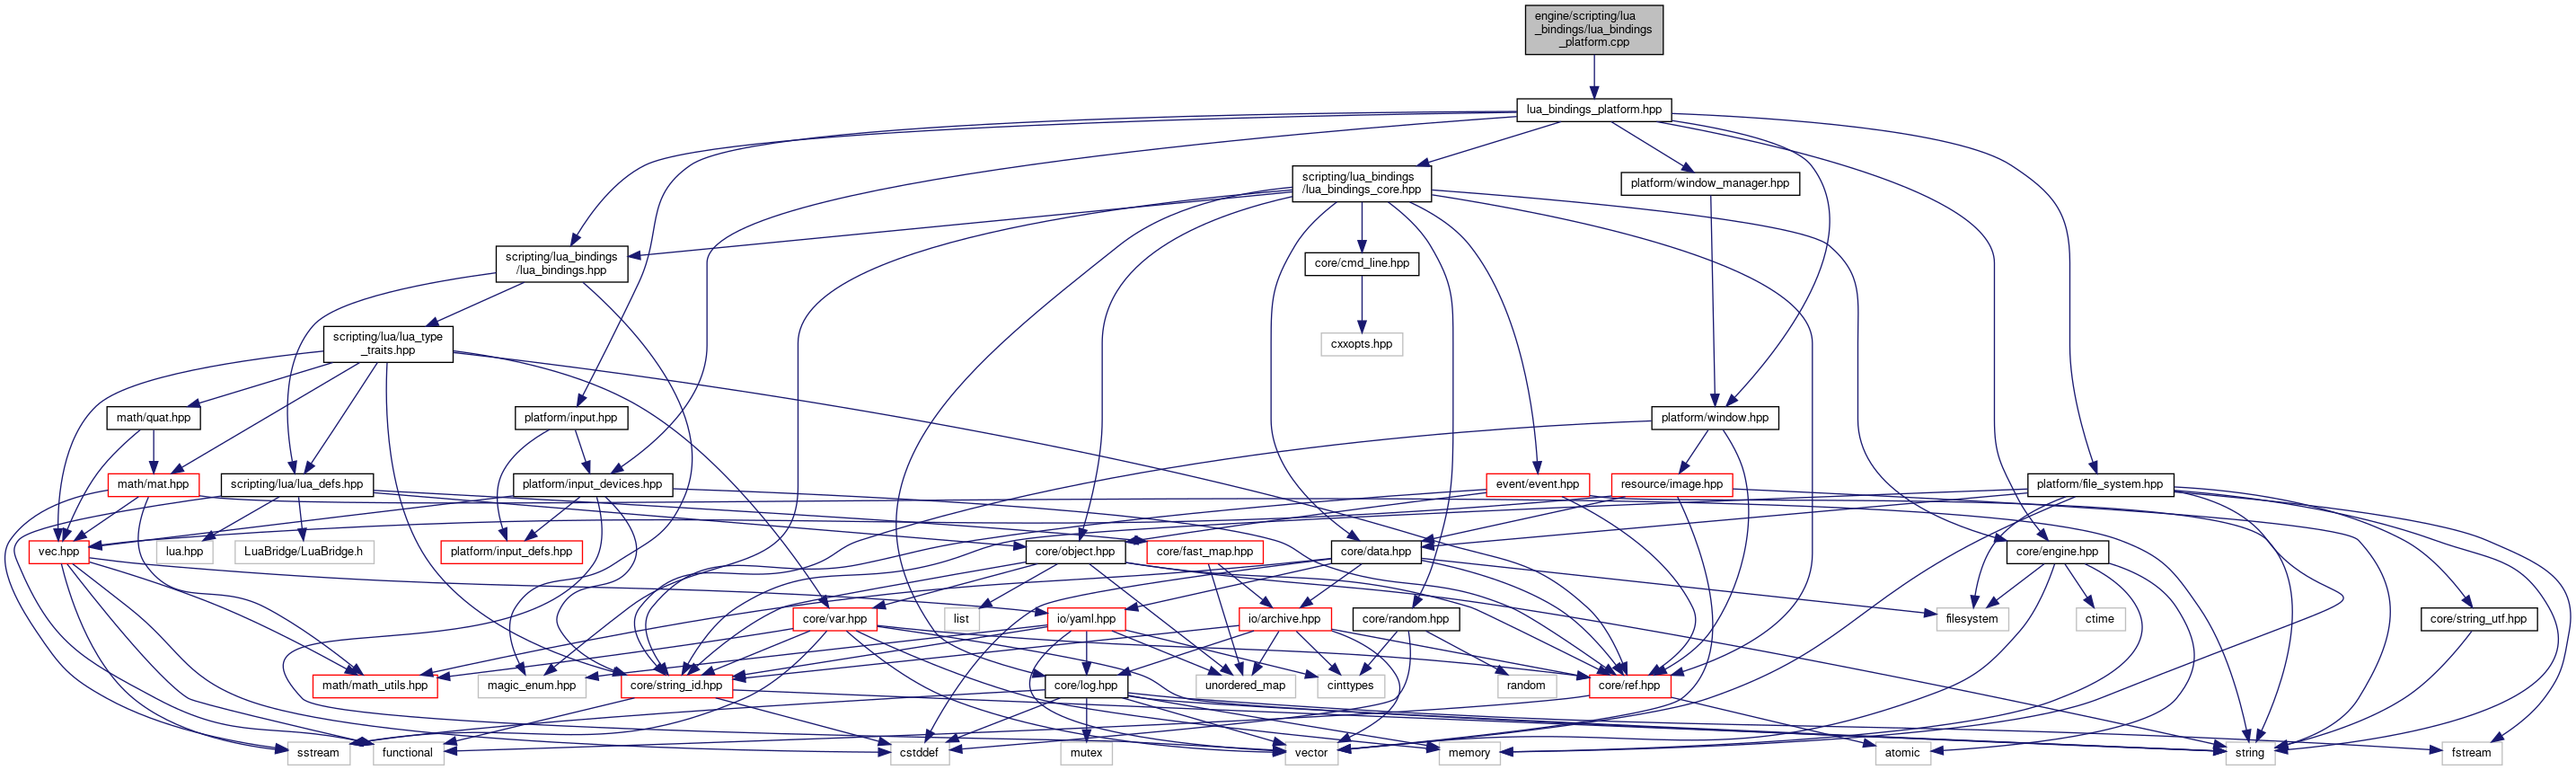 engine/scripting/lua
_bindings/lua_bindings
_platform.cpp
lua_bindings_platform.hpp
scripting/lua_bindings
/lua_bindings_core.hpp
platform/window_manager.hpp
scripting/lua_bindings
/lua_bindings.hpp
core/cmd_line.hpp
scripting/lua/lua_type
_traits.hpp
cxxopts.hpp
math/quat.hpp
platform/input.hpp
platform/window.hpp
math/mat.hpp
scripting/lua/lua_defs.hpp
platform/input_devices.hpp
event/event.hpp
resource/image.hpp
platform/file_system.hpp
vec.hpp
lua.hpp
LuaBridge/LuaBridge.h
platform/input_defs.hpp
core/object.hpp
core/fast_map.hpp
core/data.hpp
core/engine.hpp
core/var.hpp
list
io/yaml.hpp
io/archive.hpp
core/random.hpp
filesystem
ctime
core/string_utf.hpp
math/math_utils.hpp
magic_enum.hpp
core/string_id.hpp
core/log.hpp
unordered_map
cinttypes
random
core/ref.hpp
sstream
functional
cstddef
mutex
vector
memory
atomic
string
fstream